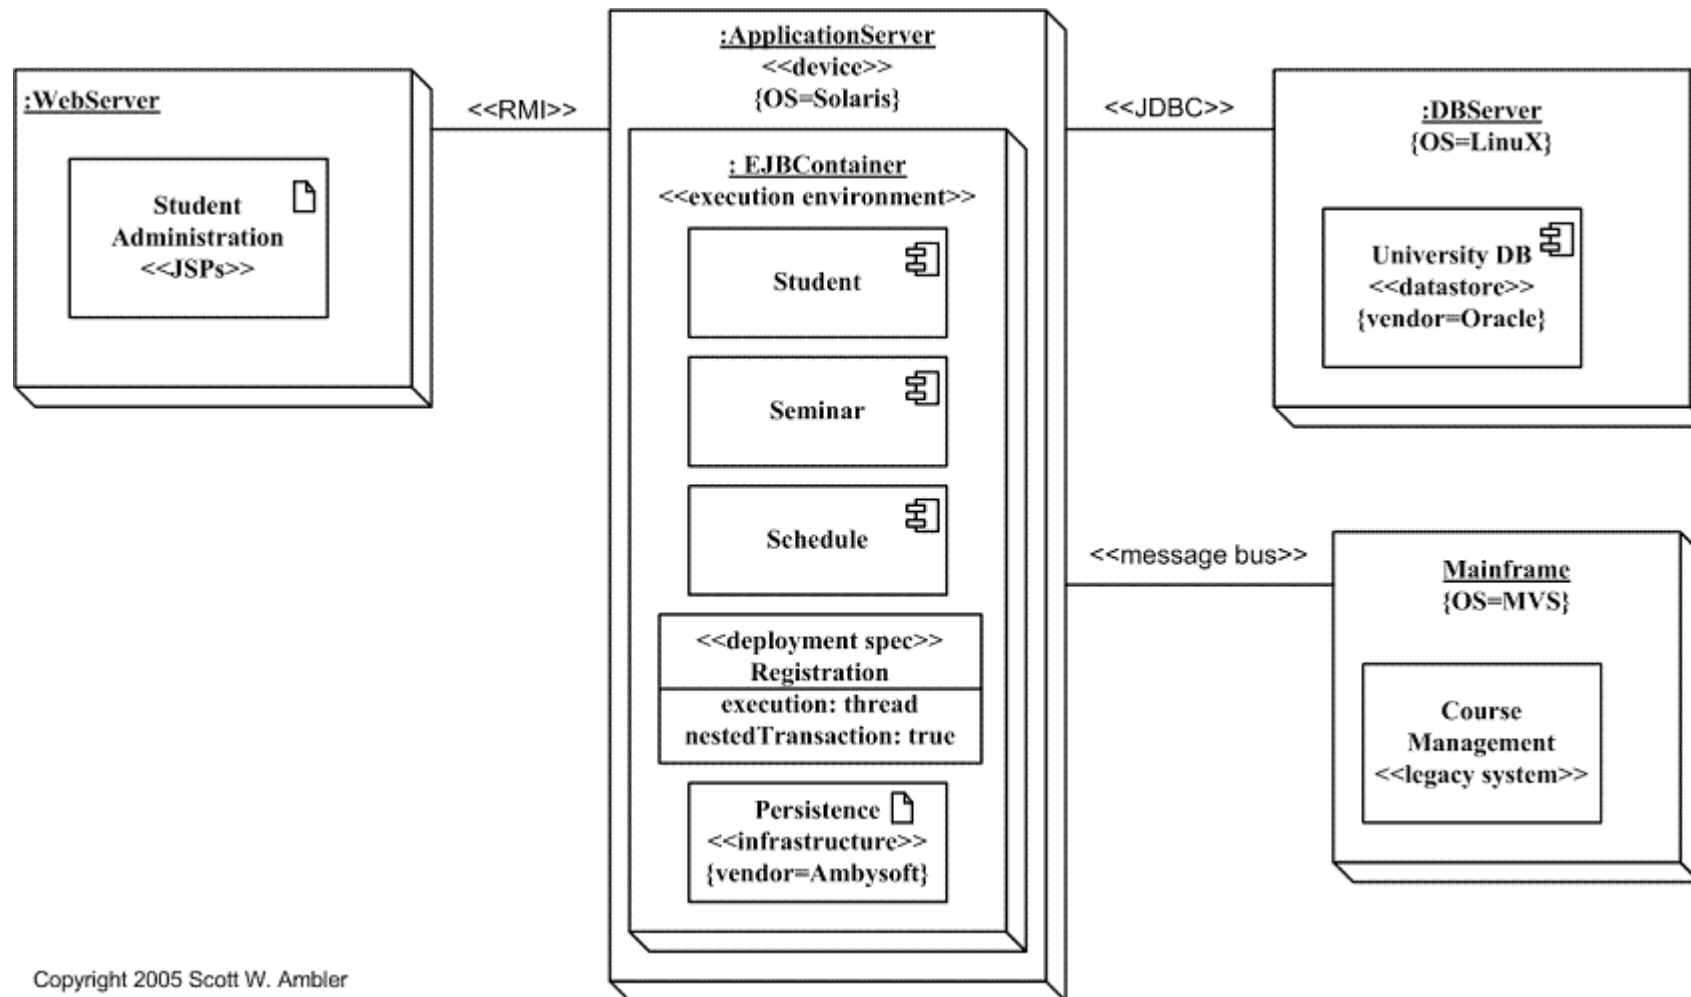 :WebServer
Student
Administration
<<JSPs>>
<<RMI>>
:ApplicationServer
<<device>>
{OS=Solaris}
: EJBContainer
<<execution environment>>
Student
Seminar
Schedule
<<deployment spec>>
Registration
execution: thread
nestedTransaction: true
Persistence
<<infrastructure>>
{vendor=Ambysoft}
<<JDBC>>
:DBServer
{OS=LinuX}
University DB
<<datastore>>
{vendor=Oracle}
<<message bus>>
Mainframe
{OS=MVS}
Course
Management
<<legacy system>>
Copyright 2005 Scott W. Ambler